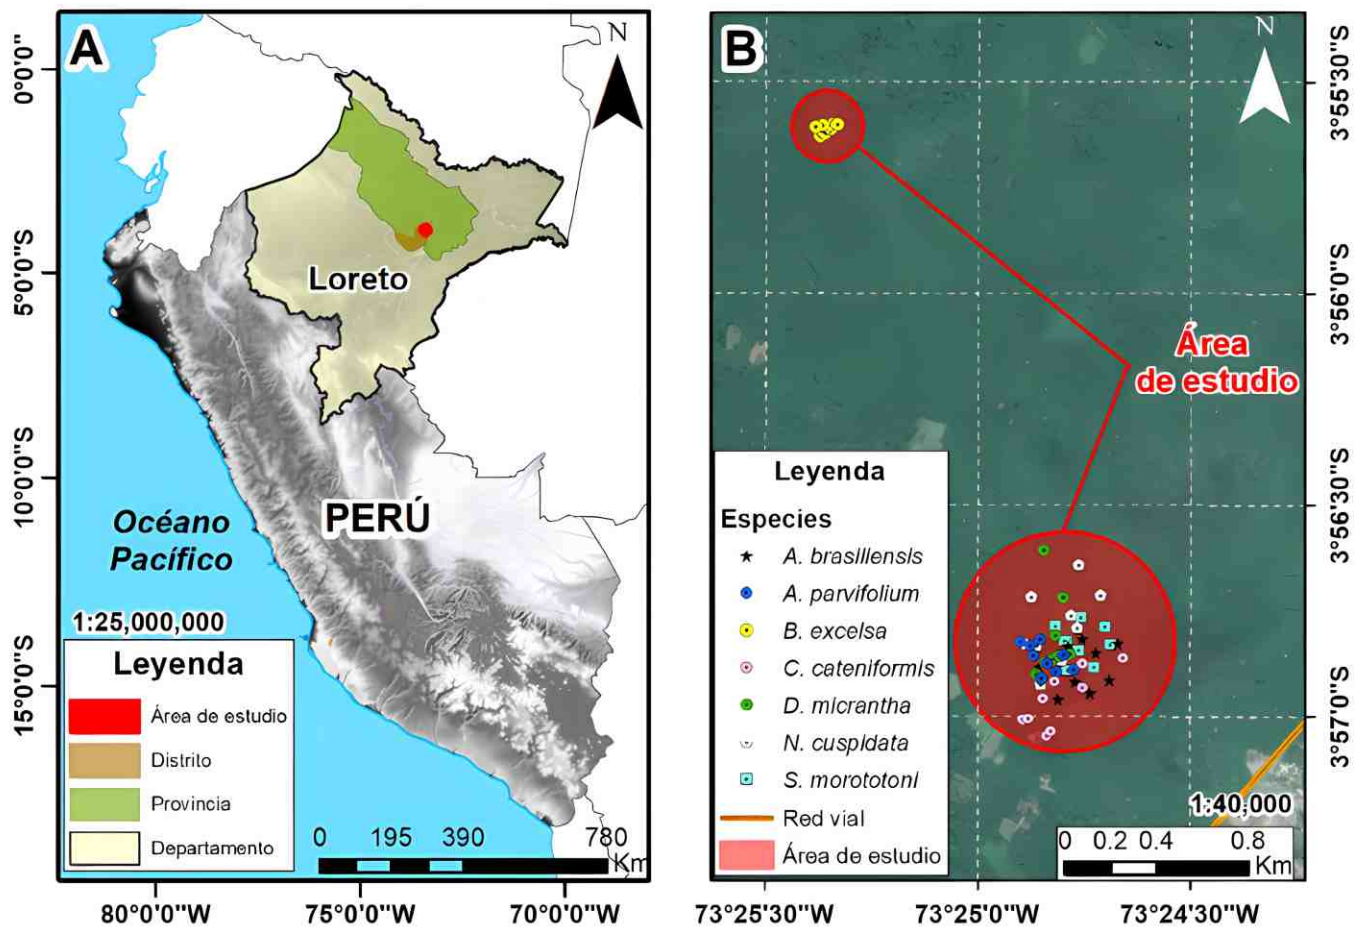 A
N
0°0'0"
5°0'0"S
10°0'0"S
15°0'0"S
Loreto
PERÚ
Océano
Pacífico
1:25,000,000
Leyenda
Área de estudio
Distrito
Provincia
Departamento
0 195 390 780
Km
80°0'0"W 75°0'0"W 70°0'0"W
B
N
3°55'30"S
3°56'0"S
3°56'30"S
3°57'0"S
Área
de estudio
Leyenda
Especies
A. brasiliensis
A. parvifolium
B. excelsa
C. cateniformis
D. micrantha
N. cuspidata
S. morototoni
Red vial
Área de estudio
1:40,000
0 0.2 0.4 0.8
Km
73°25'30"W 73°25'0"W 73°24'30"W